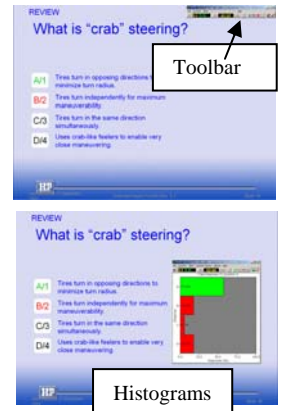 REVIEW
What is “crab” steering?
Toolbar
A/1 Tires turn in opposing directions to
minimize turn radius.
B/2 Tires turn independently for maximum
maneuverability.
C/3 Tires turn in the same direction
simultaneously.
D/4 Uses crab-like feelers to enable very
close maneuvering.
HP
REVIEW
What is “crab” steering?
A/1 Tires turn in opposing directions to
minimize turn radius.
B/2 Tires turn independently for maximum
maneuverability.
C/3 Tires turn in the same direction
simultaneously.
D/4 Uses crab-like feelers to enable very
close maneuvering.
HP
Histograms